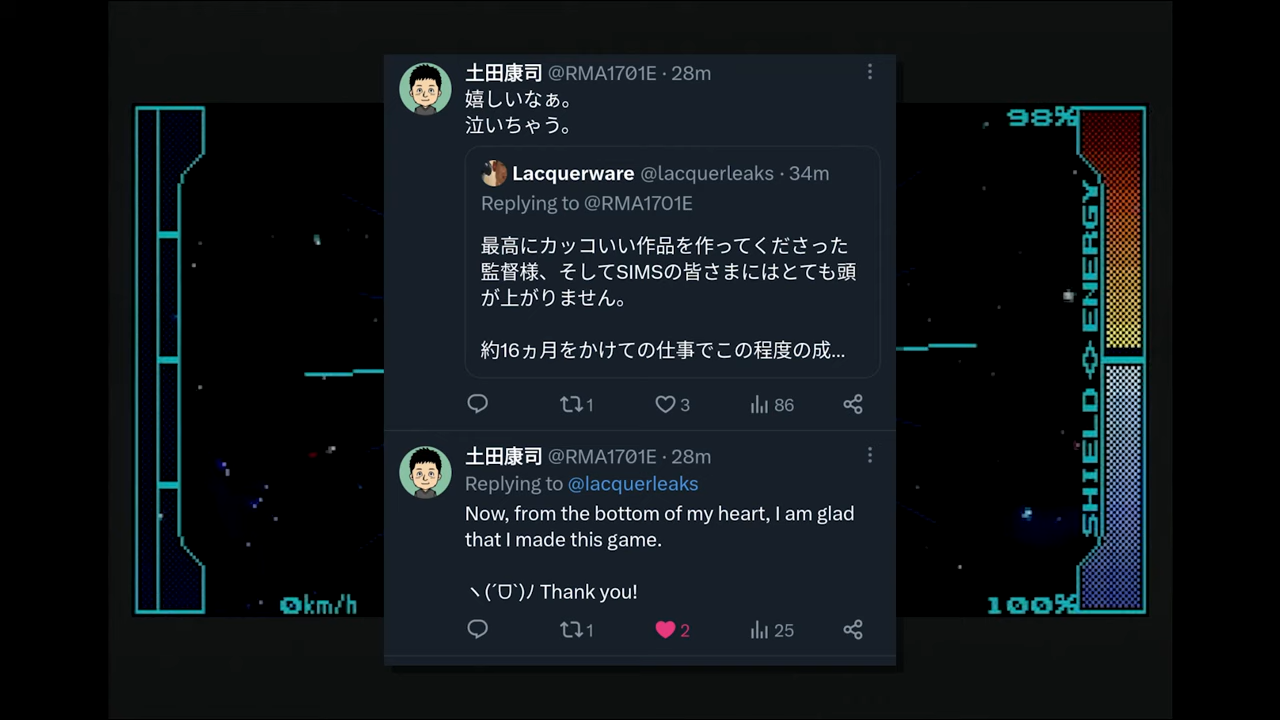 土田康司 @RMA1701E · 28m
嬉しいなぁ。
泣いちゃう。
Lacquerware @lacquerleaks · 34m
Replying to @RMA1701E
最高にカッコいい作品を作ってくださった
監督様、そしてSIMSの皆さまにはとても頭
が上がりません。
約16ヵ月をかけての仕事でこの程度の成...
1
3
86
土田康司 @RMA1701E · 28m
Replying to @lacquerleaks
Now, from the bottom of my heart, I am glad
that I made this game.
ヽ(´▽`)ﾉ Thank you!
1
2
25
0km/h
98%
SHIELD ENERGY
100%